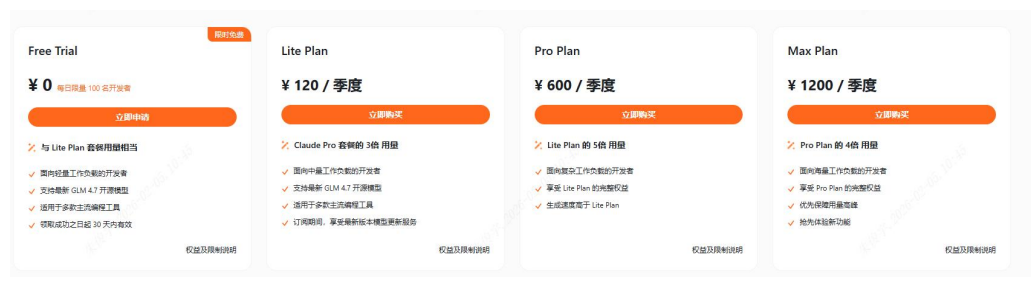 限时免费
Free Trial
¥ 0 每日限量 100 名开发者
立即申请
与 Lite Plan 套餐用量相当
面向轻量工作负载的开发者
支持最新 GLM 4.7 开源模型
适用于多款主流编程工具
领取成功之日起 30 天内有效
权益及限制说明
Lite Plan
¥ 120 / 季度
立即购买
Claude Pro 套餐的 3倍 用量
面向中量工作负载的开发者
支持最新 GLM 4.7 开源模型
适用于多款主流编程工具
订阅期间，享受最新版本模型更新服务
权益及限制说明
Pro Plan
¥ 600 / 季度
立即购买
Lite Plan 的 5倍 用量
面向复杂工作负载的开发者
享受 Lite Plan 的完整权益
生成速度高于 Lite Plan
权益及限制说明
Max Plan
¥ 1200 / 季度
立即购买
Pro Plan 的 4倍 用量
面向海量工作负载的开发者
享受 Pro Plan 的完整权益
优先保障用量高峰
抢先体验新功能
权益及限制说明